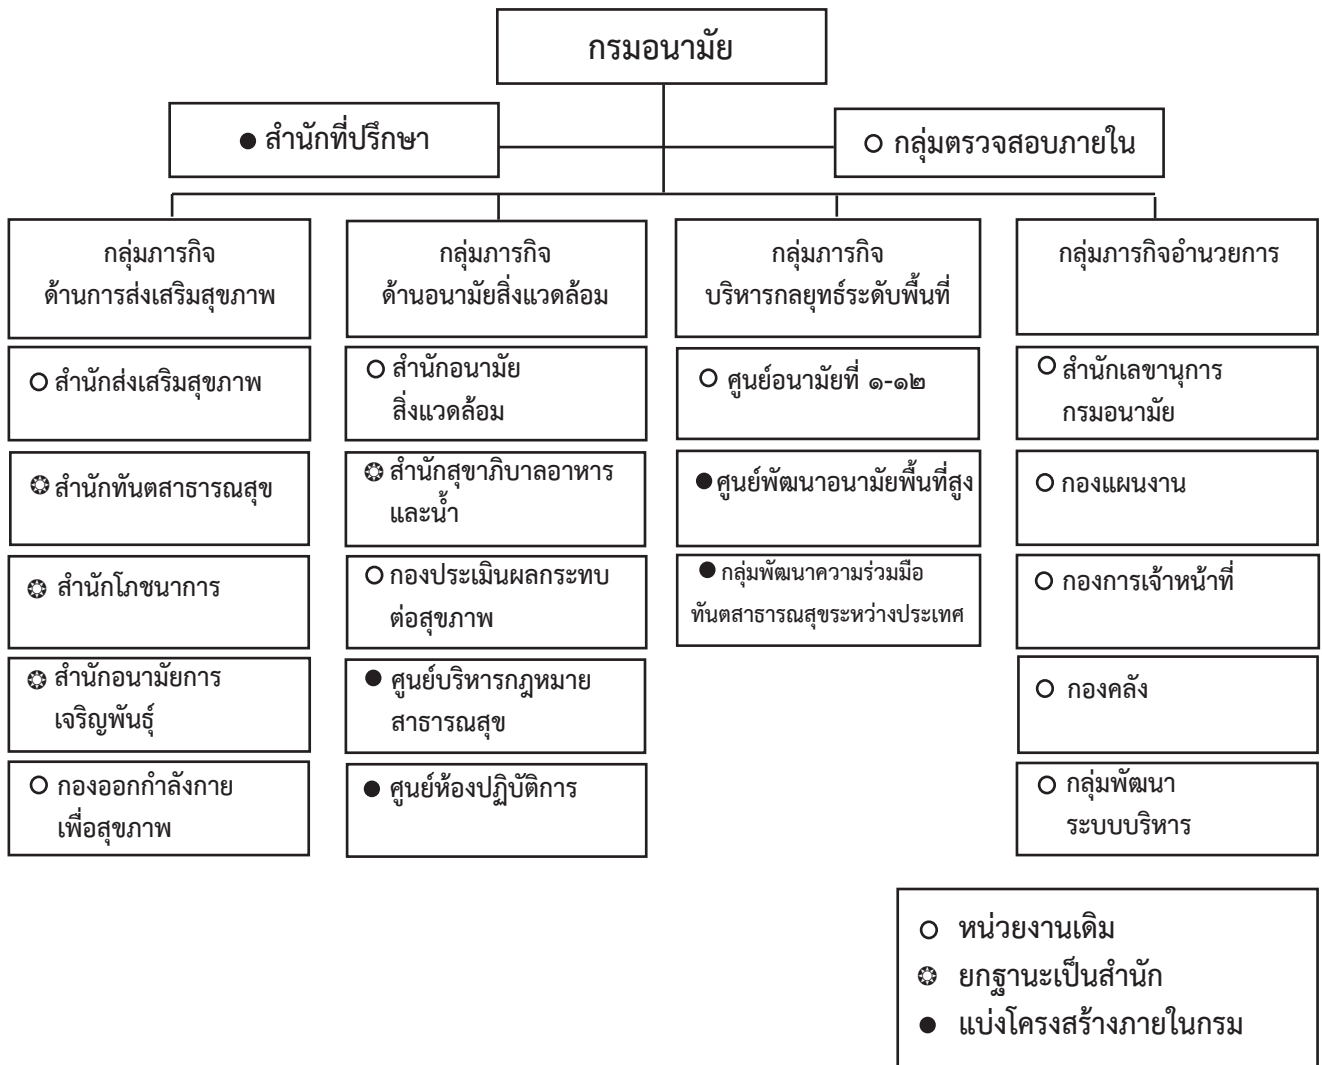 กรมอนามัย
● สำนักที่ปรึกษา
○ กลุ่มตรวจสอบภายใน
กลุ่มภารกิจ
ด้านการส่งเสริมสุขภาพ
○ สำนักส่งเสริมสุขภาพ
❂ สำนักทันตสาธารณสุข
❂ สำนักโภชนาการ
❂ สำนักอนามัยการ
เจริญพันธุ์
○ กองออกกำลังกาย
เพื่อสุขภาพ
กลุ่มภารกิจ
ด้านอนามัยสิ่งแวดล้อม
○ สำนักอนามัย
สิ่งแวดล้อม
❂ สำนักสุขาภิบาลอาหาร
และน้ำ
○ กองประเมินผลกระทบ
ต่อสุขภาพ
● ศูนย์บริหารกฎหมาย
สาธารณสุข
● ศูนย์ห้องปฏิบัติการ
กลุ่มภารกิจ
บริหารกลยุทธ์ระดับพื้นที่
○ ศูนย์อนามัยที่ ๑-๑๒
● ศูนย์พัฒนาอนามัยพื้นที่สูง
● กลุ่มพัฒนาความร่วมมือ
ทันตสาธารณสุขระหว่างประเทศ
กลุ่มภารกิจอำนวยการ
○ สำนักเลขานุการ
กรมอนามัย
○ กองแผนงาน
○ กองการเจ้าหน้าที่
○ กองคลัง
○ กลุ่มพัฒนา
ระบบบริหาร
○ หน่วยงานเดิม
❂ ยกฐานะเป็นสำนัก
● แบ่งโครงสร้างภายในกรม